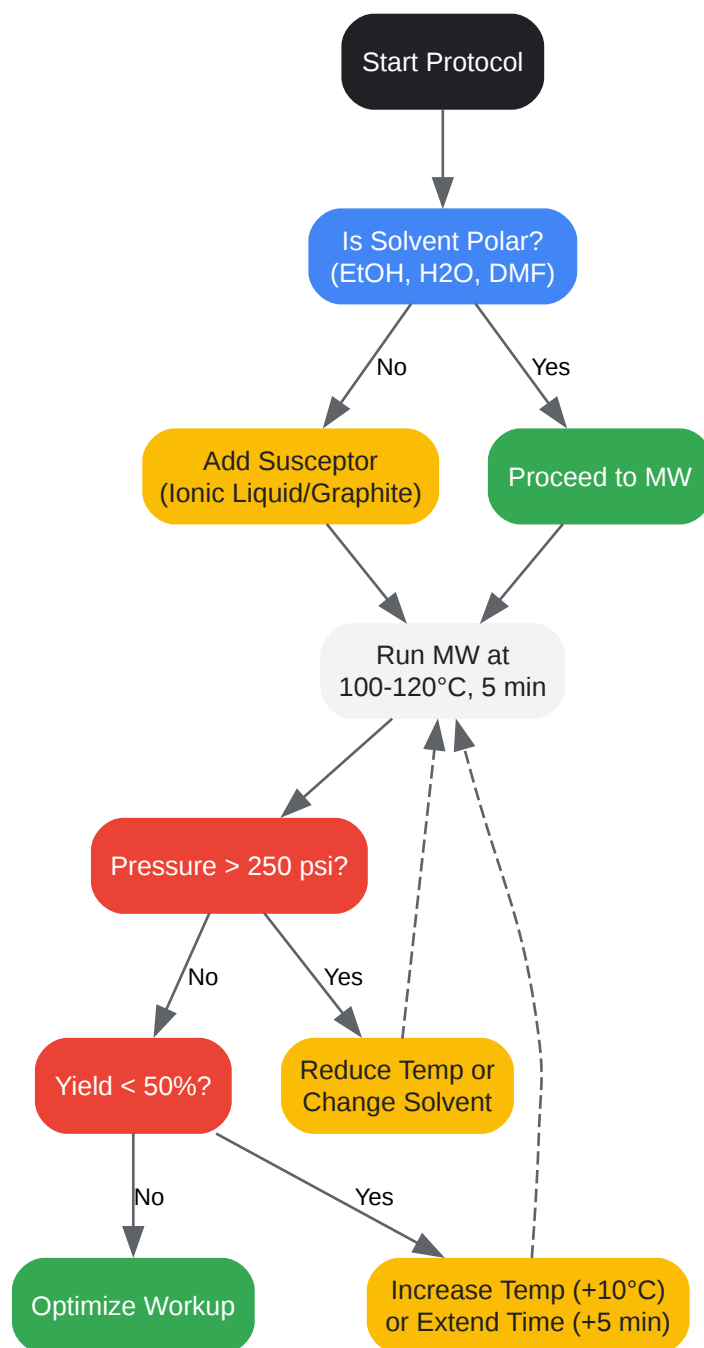 Start Protocol
Is Solvent Polar?
(EtOH, H2O, DMF)
No
Yes
Add Susceptor
(Ionic Liquid/Graphite)
Proceed to MW
Run MW at
100-120°C, 5 min
Pressure > 250 psi?
No
Yes
Yield < 50%?
Reduce Temp or
Change Solvent
No
Yes
Optimize Workup
Increase Temp (+10°C)
or Extend Time (+5 min)